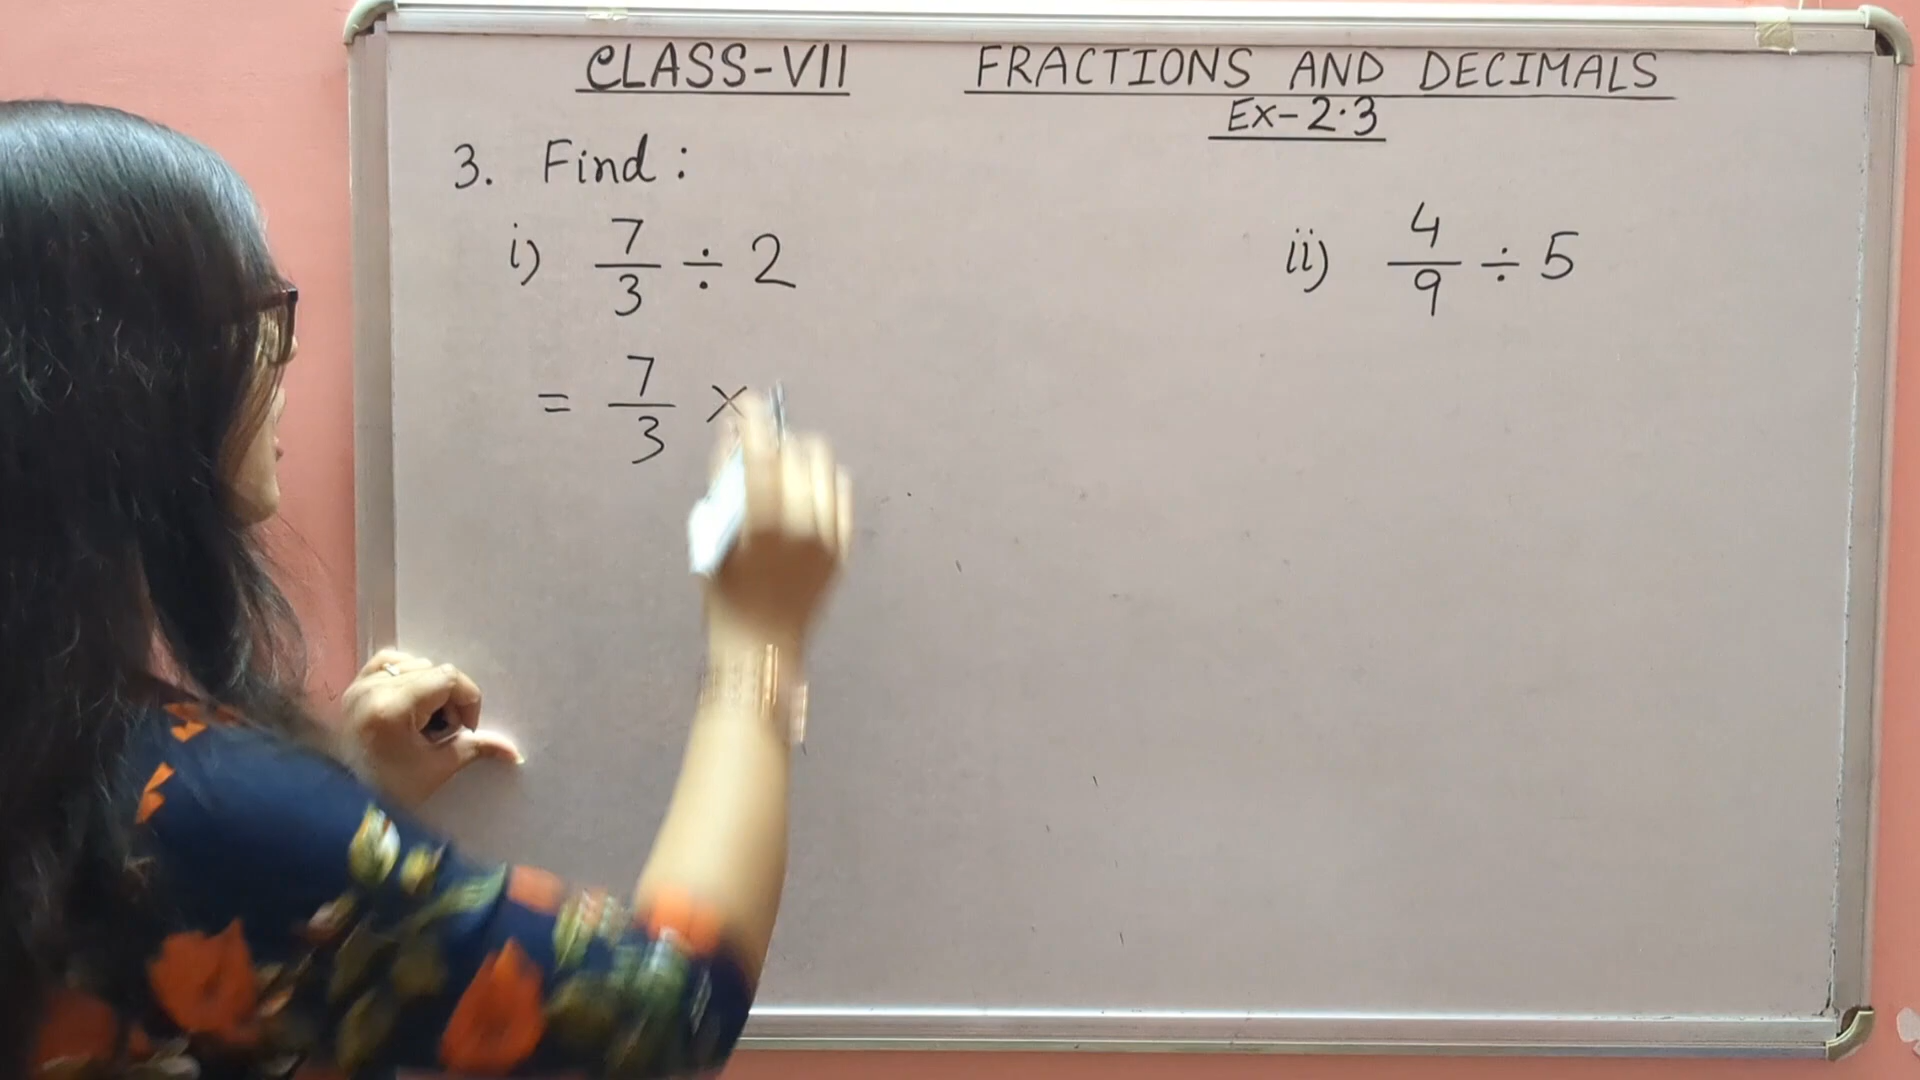 CLASS-VII FRACTIONS AND DECIMALS
Ex-2.3
3. Find :
i) 7/3 ÷ 2
ii) 4/9 ÷ 5
= 7/3 ×